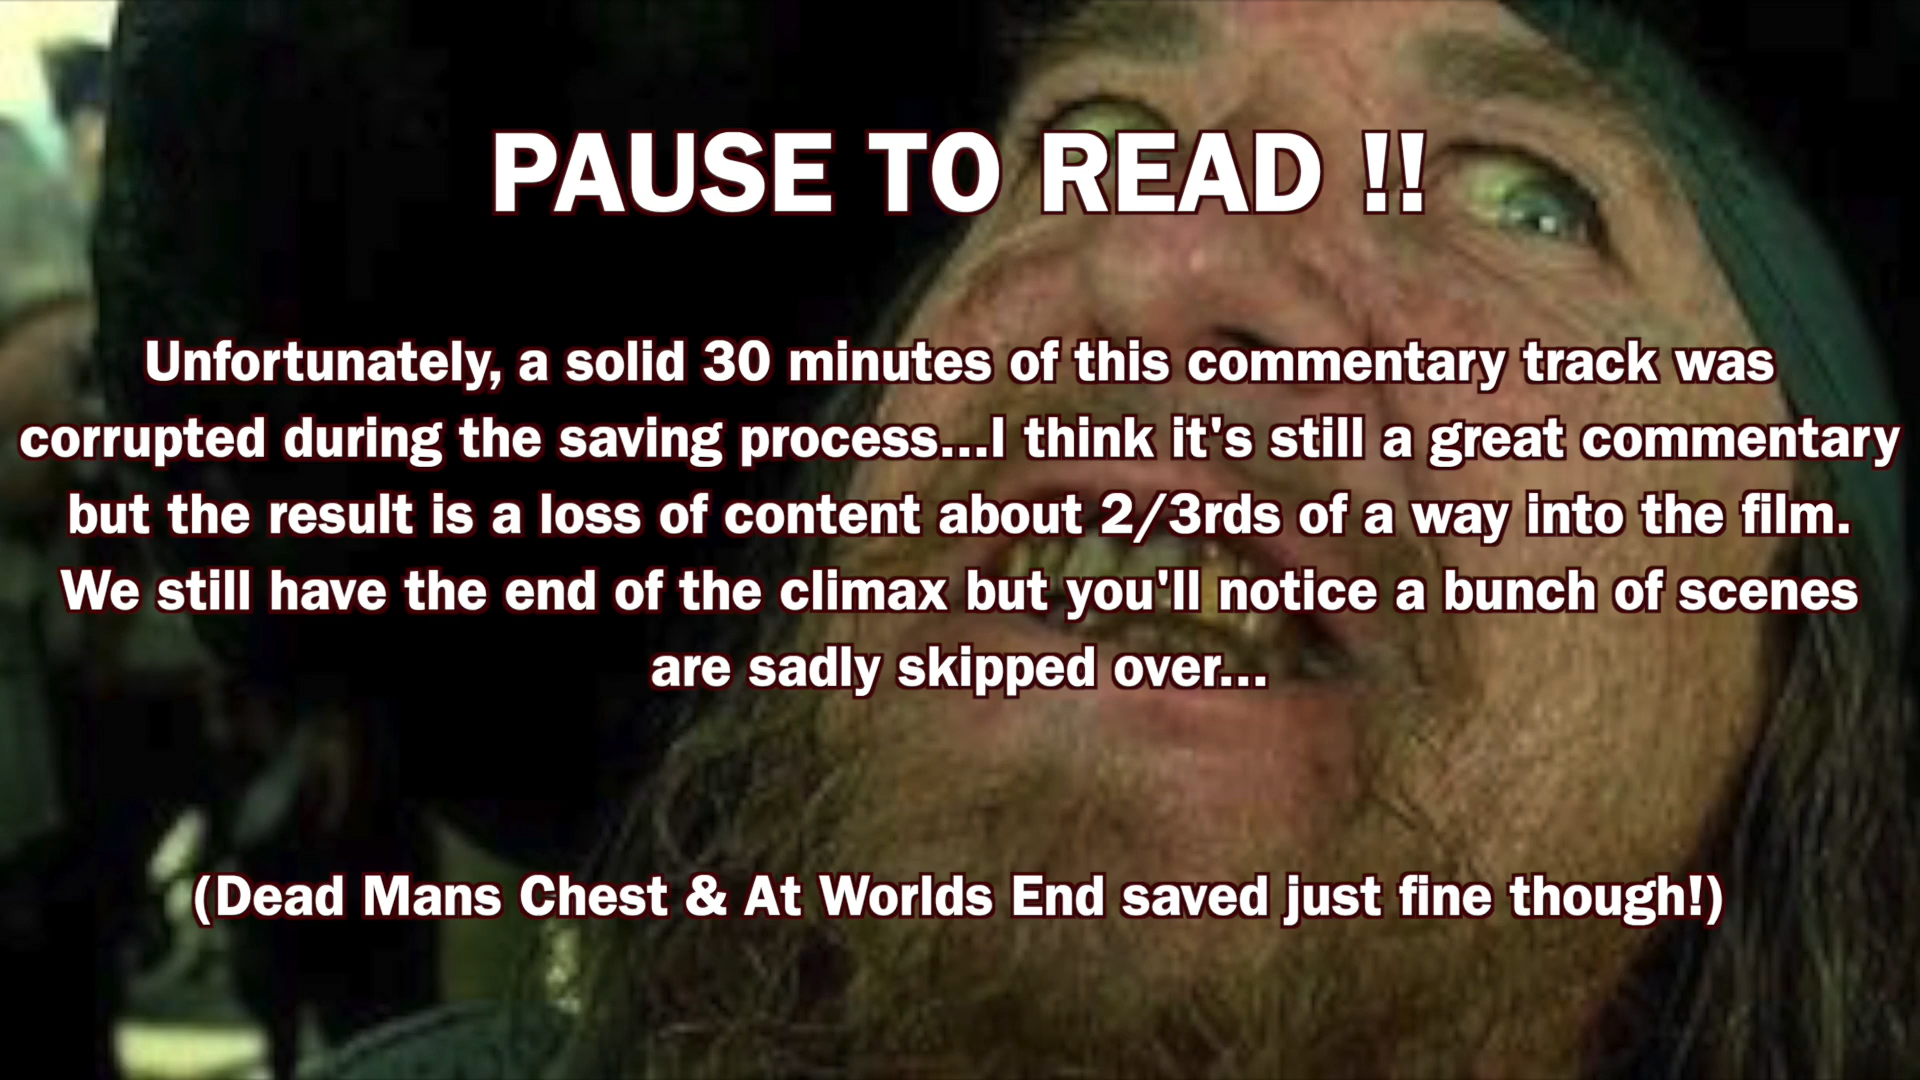 PAUSE TO READ !!
Unfortunately, a solid 30 minutes of this commentary track was
corrupted during the saving process...I think it's still a great commentary
but the result is a loss of content about 2/3rds of a way into the film.
We still have the end of the climax but you'll notice a bunch of scenes
are sadly skipped over...
(Dead Mans Chest & At Worlds End saved just fine though!)